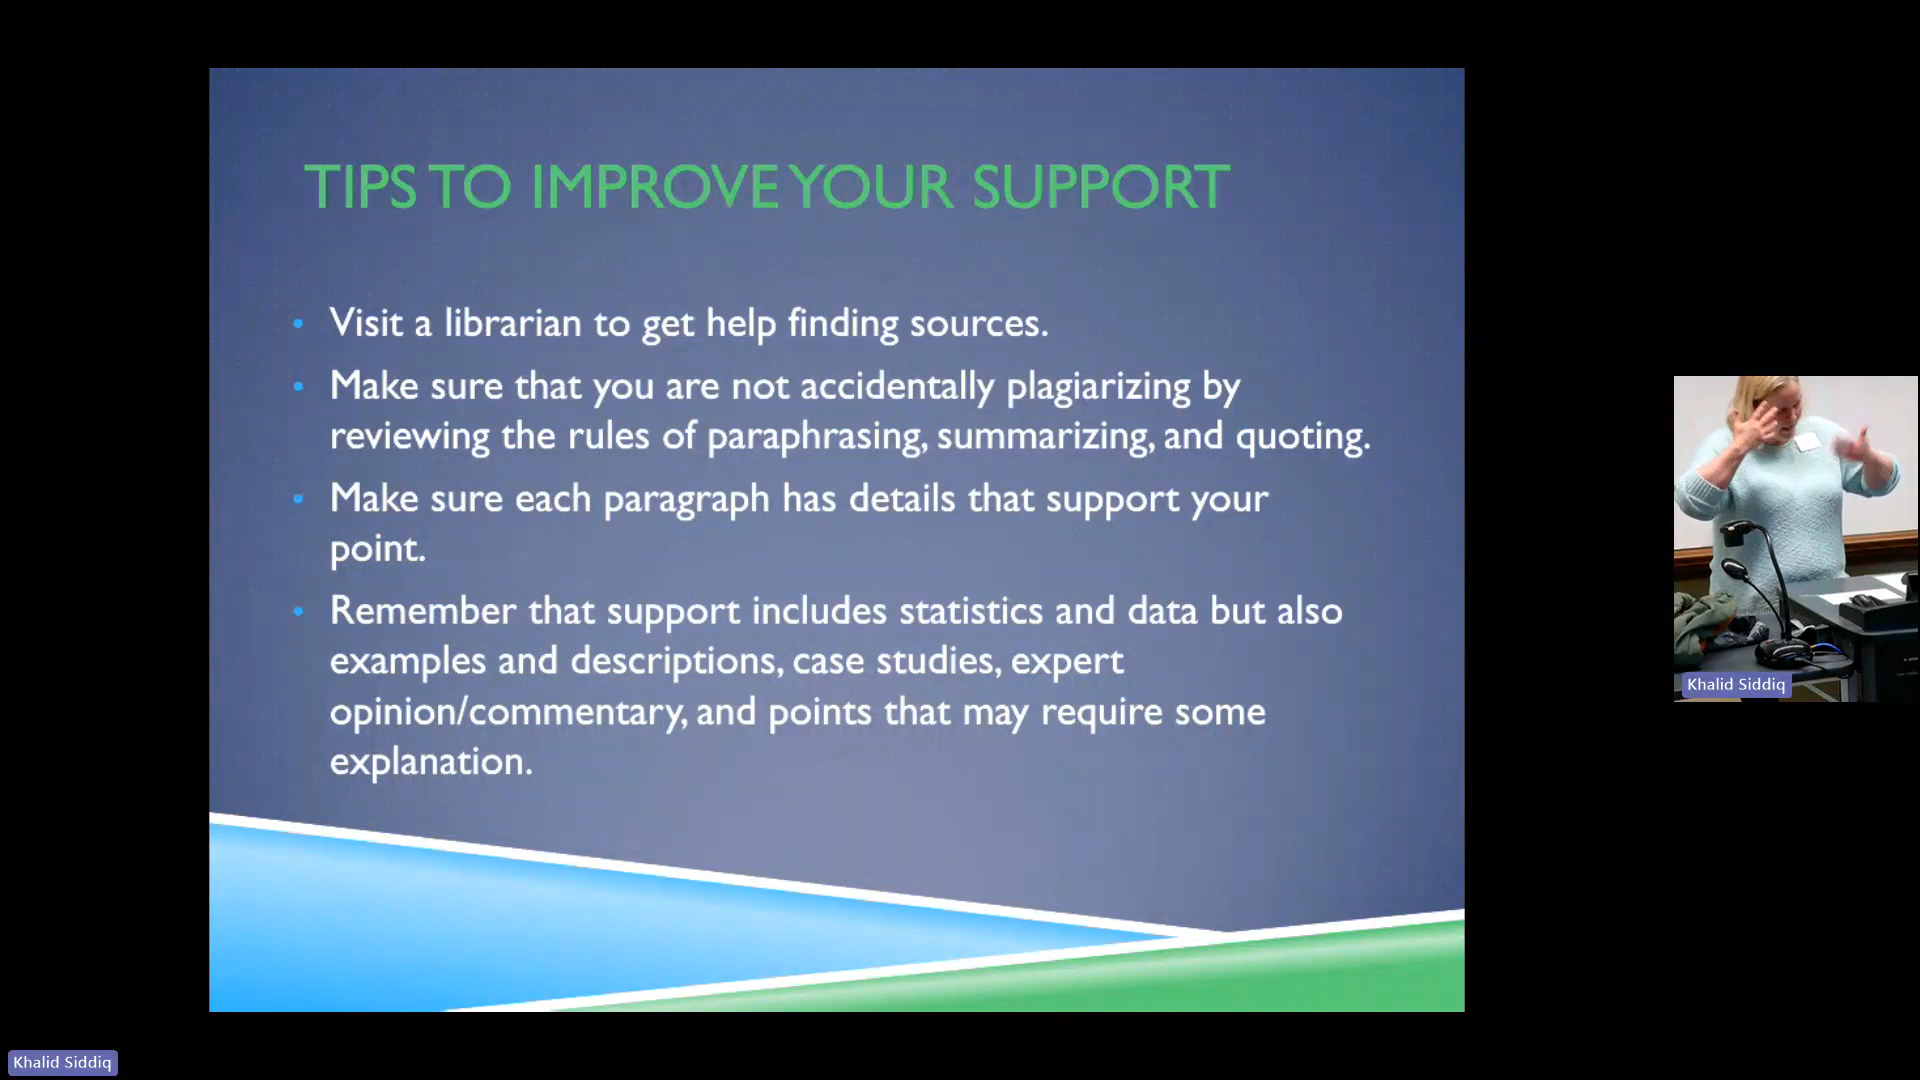 TIPS TO IMPROVE YOUR SUPPORT
• Visit a librarian to get help finding sources.
• Make sure that you are not accidentally plagiarizing by
reviewing the rules of paraphrasing, summarizing, and quoting.
• Make sure each paragraph has details that support your
point.
• Remember that support includes statistics and data but also
examples and descriptions, case studies, expert
opinion/commentary, and points that may require some
explanation.
Khalid Siddiq
Khalid Siddiq